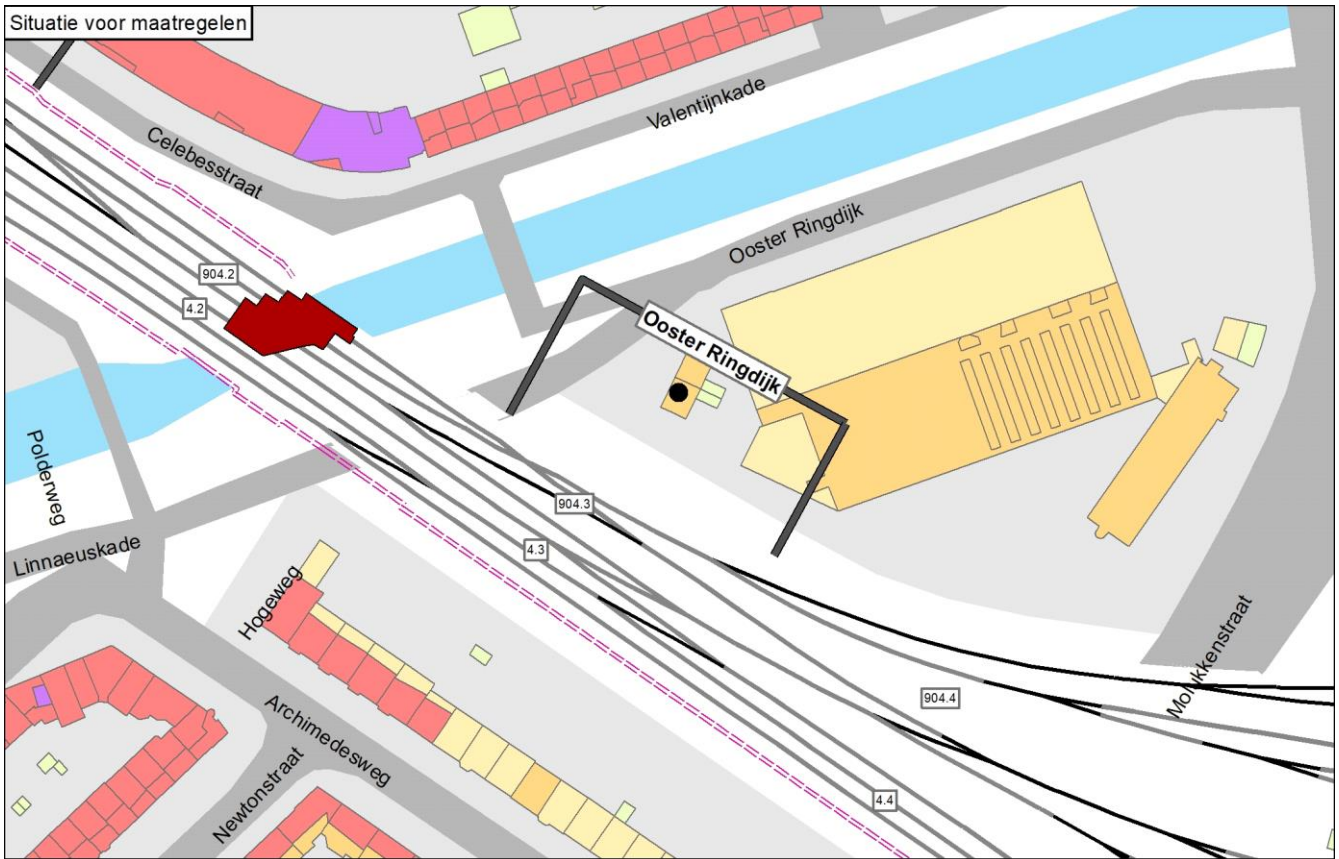 Situatie voor maatregelen
Valentijnkade
Celebesstraat
Ooster Ringdijk
904.2
4.2
Ooster Ringdijk
Polderweg
904.3
4.3
Linnaeuskade
Hogeweg
Molukkenstraat
904.4
Archimedesweg
Newtonstraat
4.4